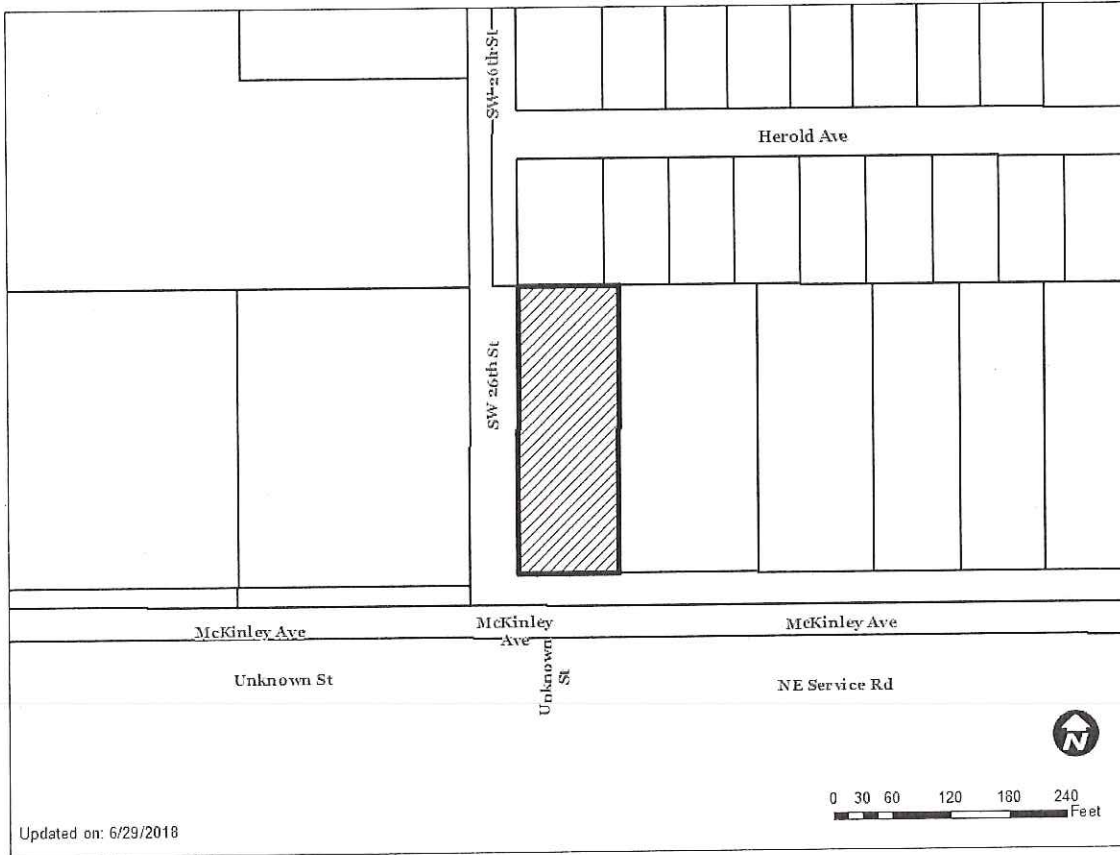 SW 26th St
Herold Ave
SW 26th St
McKinley Ave
McKinley
Ave
McKinley Ave
Unknown St
Unknown
St
NE Service Rd
N
0 30 60 120 180 240
Feet
Updated on: 6/29/2018